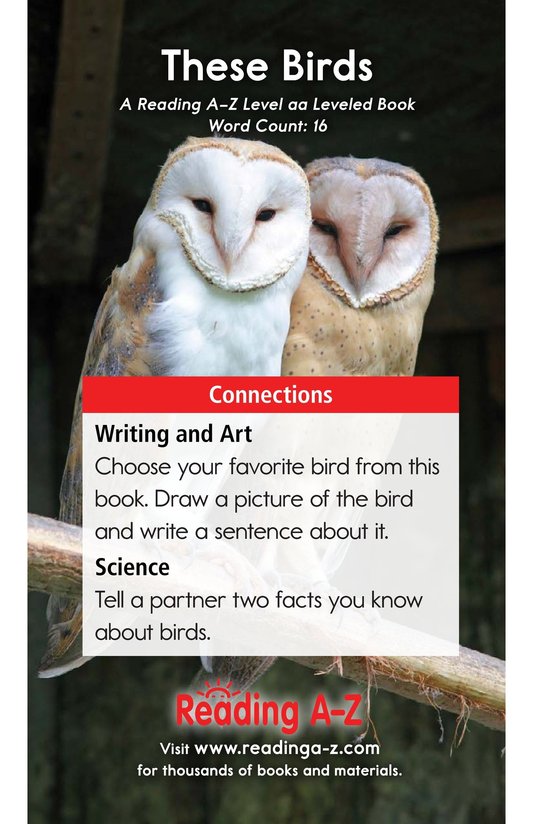 These Birds
A Reading A–Z Level aa Leveled Book
Word Count: 16
Connections
Writing and Art
Choose your favorite bird from this
book. Draw a picture of the bird
and write a sentence about it.
Science
Tell a partner two facts you know
about birds.
Reading A–Z
Visit www.readinga-z.com
for thousands of books and materials.